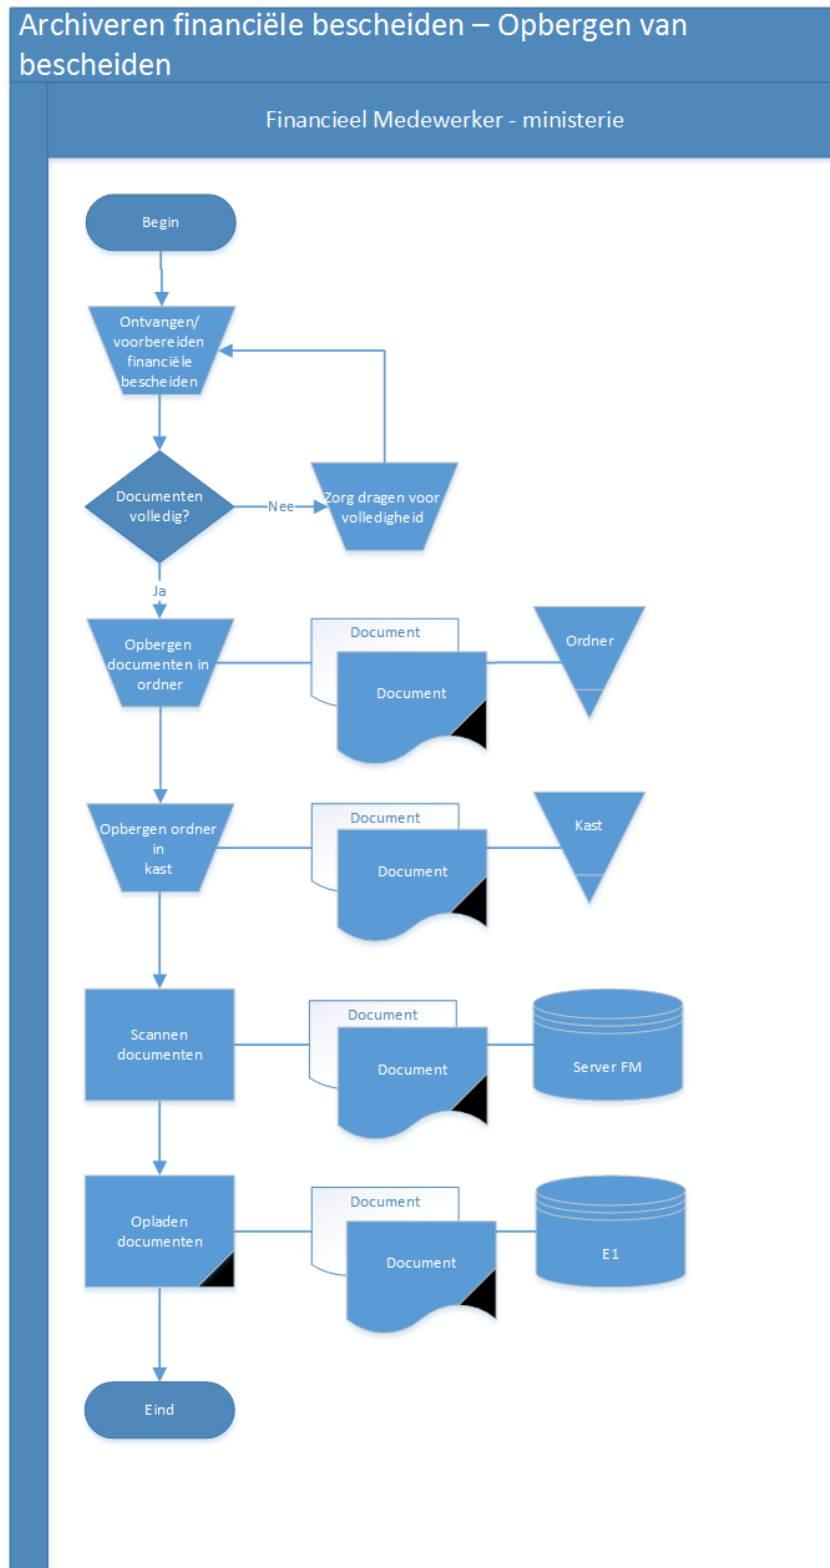 Archiveren financiële bescheiden – Opbergen van
bescheiden
Financieel Medewerker - ministerie
Begin
Ontvangen/
voorbereiden
financiële
bescheiden
Documenten
volledig?
Nee
Zorg dragen voor
volledigheid
Ja
Opbergen
documenten in
ordner
Document
Document
Ordner
Opbergen ordner
in
kast
Document
Document
Kast
Scannen
documenten
Document
Document
Server FM
Opladen
documenten
Document
Document
E1
Eind